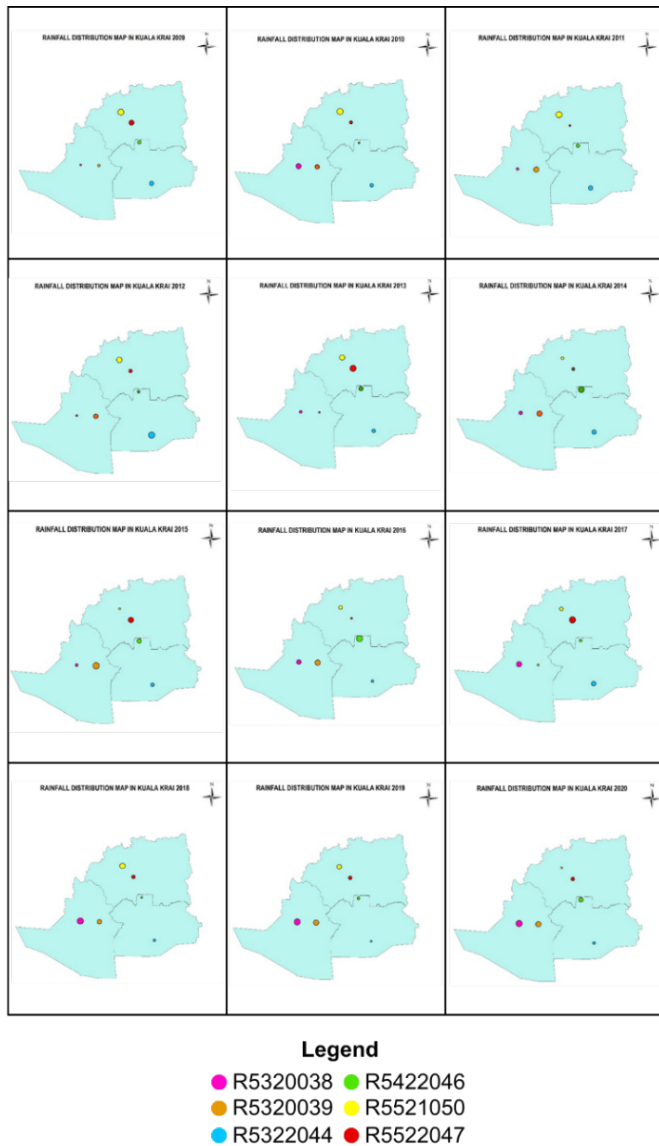 RAINFALL DISTRIBUTION MAP IN KUALA KRAI 2009
N
RAINFALL DISTRIBUTION MAP IN KUALA KRAI 2010
N
RAINFALL DISTRIBUTION MAP IN KUALA KRAI 2011
N
RAINFALL DISTRIBUTION MAP IN KUALA KRAI 2012
N
RAINFALL DISTRIBUTION MAP IN KUALA KRAI 2013
N
RAINFALL DISTRIBUTION MAP IN KUALA KRAI 2014
N
RAINFALL DISTRIBUTION MAP IN KUALA KRAI 2015
N
RAINFALL DISTRIBUTION MAP IN KUALA KRAI 2016
N
RAINFALL DISTRIBUTION MAP IN KUALA KRAI 2017
N
RAINFALL DISTRIBUTION MAP IN KUALA KRAI 2018
N
RAINFALL DISTRIBUTION MAP IN KUALA KRAI 2019
N
RAINFALL DISTRIBUTION MAP IN KUALA KRAI 2020
N
Legend
R5320038 R5422046
R5320039 R5521050
R5322044 R5522047